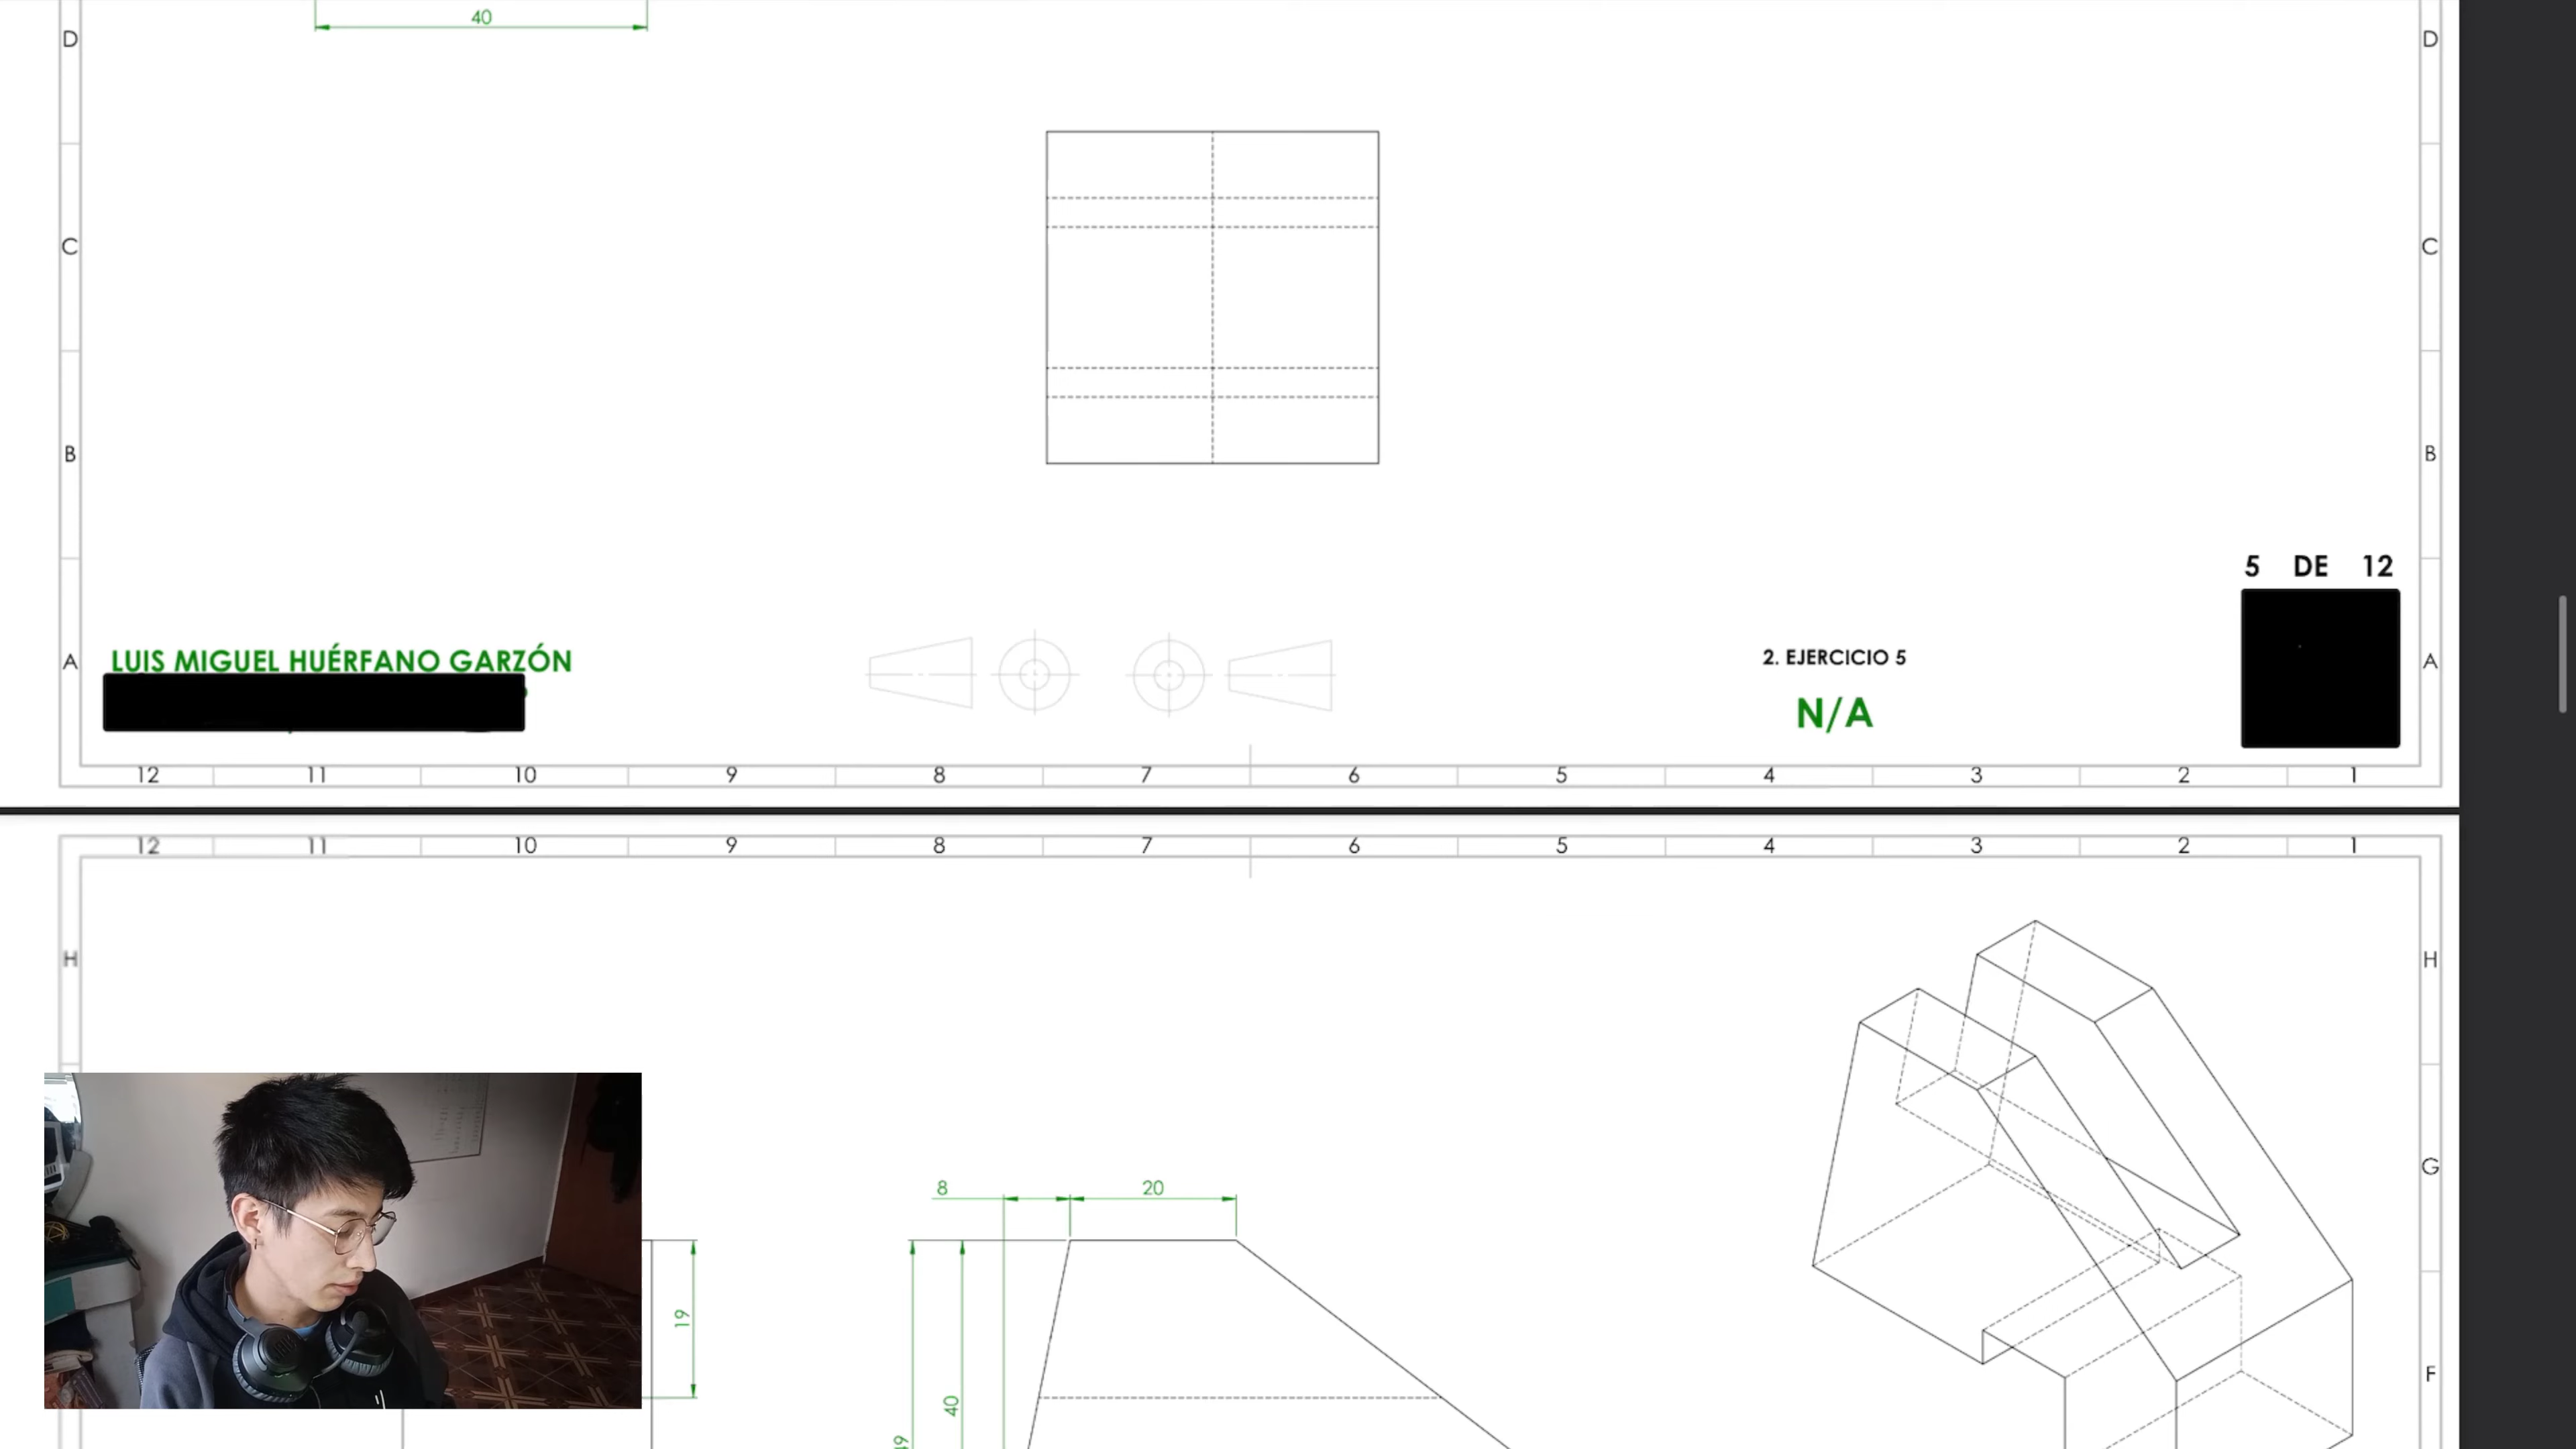 40
D
D
C
C
B
B
5 DE 12
A
LUIS MIGUEL HUÉRFANO GARZÓN
2. EJERCICIO 5
A
N/A
12 11 10 9 8 7 6 5 4 3 2 1
12 11 10 9 8 7 6 5 4 3 2 1
H
H
G
8
20
19
40
F